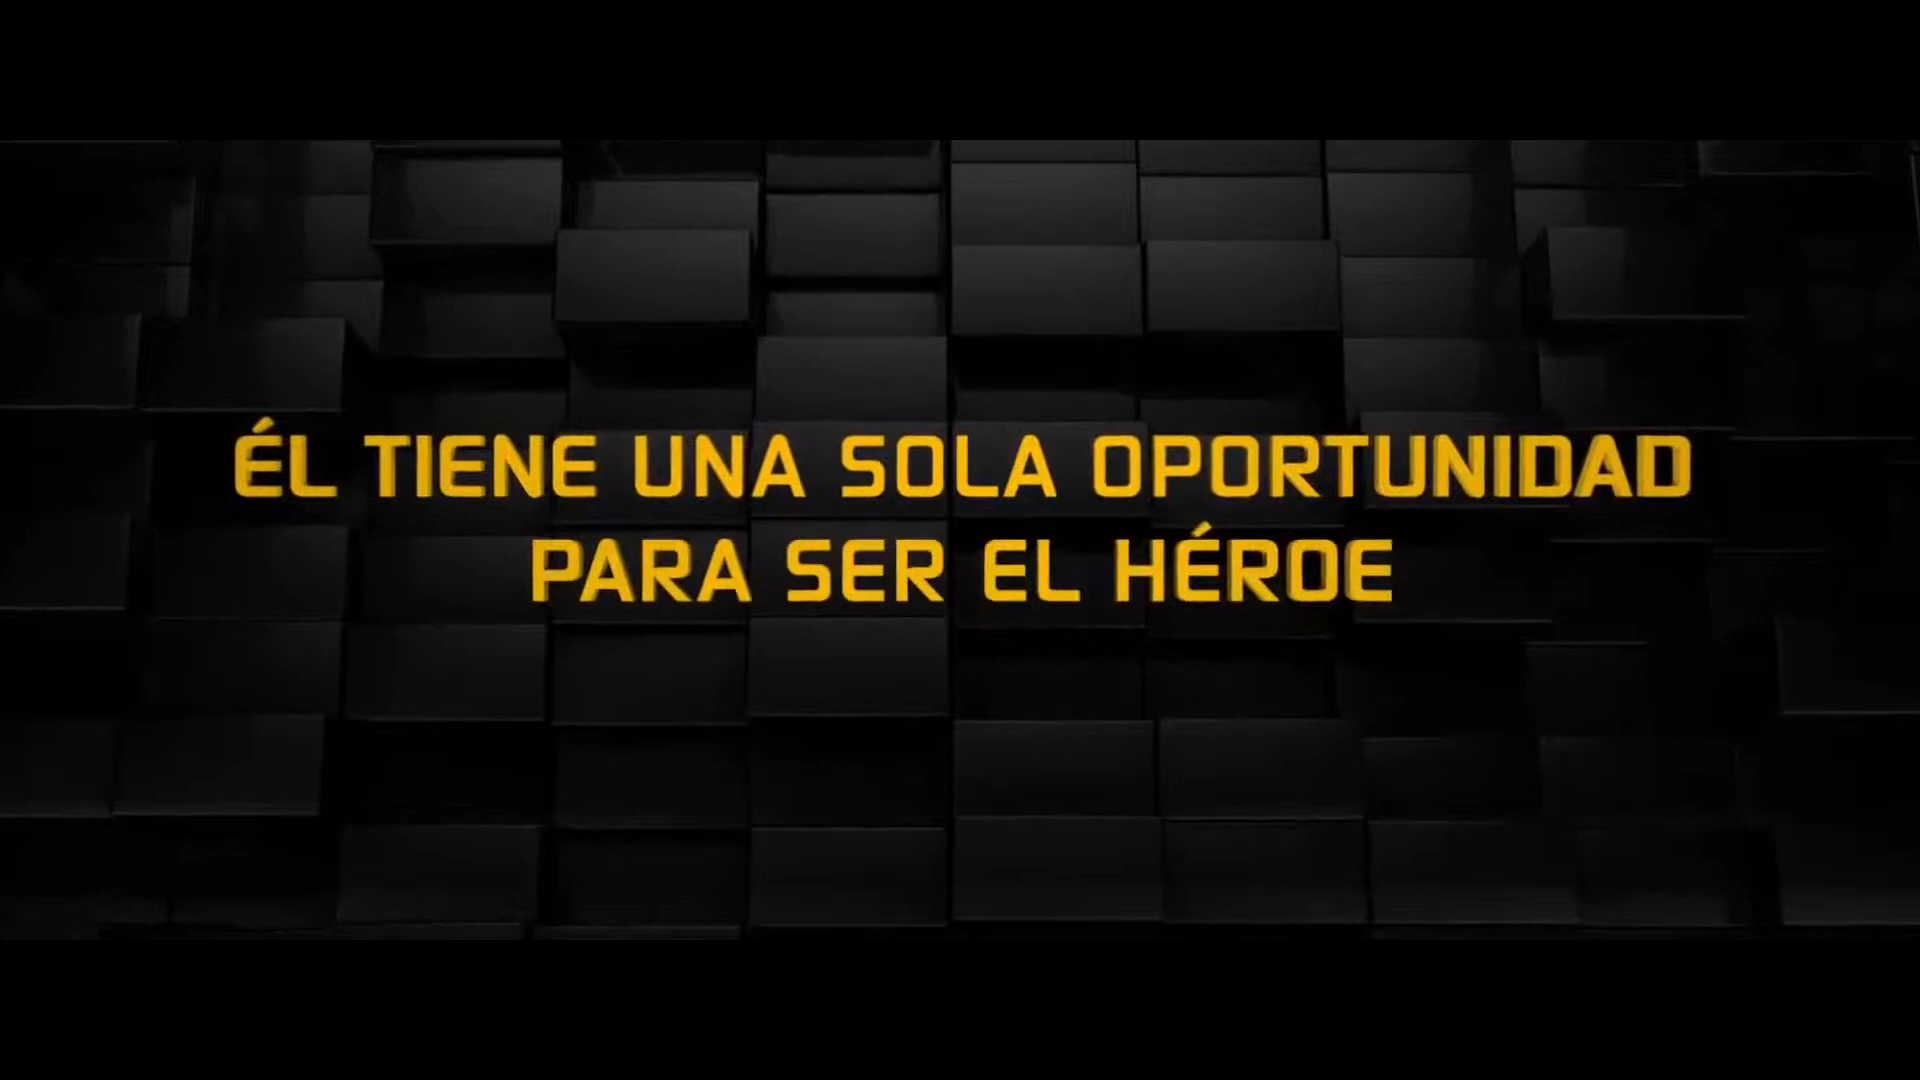 ÉL TIENE UNA SOLA OPORTUNIDAD
PARA SER EL HÉROE